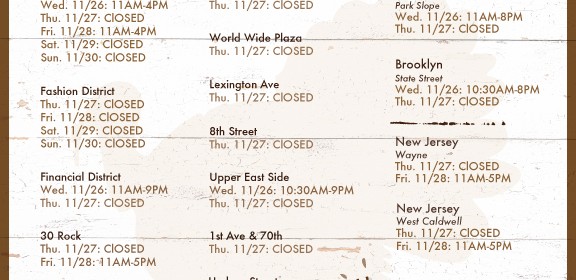 Wed. 11/26: 11AM-4PM
Thu. 11/27: CLOSED
Fri. 11/28: 11AM-4PM
Sat. 11/29: CLOSED
Sun. 11/30: CLOSED
Fashion District
Thu. 11/27: CLOSED
Fri. 11/28: CLOSED
Sat. 11/29: CLOSED
Sun. 11/30: CLOSED
Financial District
Wed. 11/26: 11AM-9PM
Thu. 11/27: CLOSED
30 Rock
Thu. 11/27: CLOSED
Fri. 11/28: 11AM-5PM
Thu. 11/27: CLOSED
World Wide Plaza
Thu. 11/27: CLOSED
Lexington Ave
Thu. 11/27: CLOSED
8th Street
Thu. 11/27: CLOSED
Upper East Side
Wed. 11/26: 10:30AM-9PM
Thu. 11/27: CLOSED
1st Ave & 70th
Thu. 11/27: CLOSED
Park Slope
Wed. 11/26: 11AM-8PM
Thu. 11/27: CLOSED
Brooklyn
State Street
Wed. 11/26: 10:30AM-8PM
Thu. 11/27: CLOSED
New Jersey
Wayne
Thu. 11/27: CLOSED
Fri. 11/28: 11AM-5PM
New Jersey
West Caldwell
Thu. 11/27: CLOSED
Fri. 11/28: 11AM-5PM